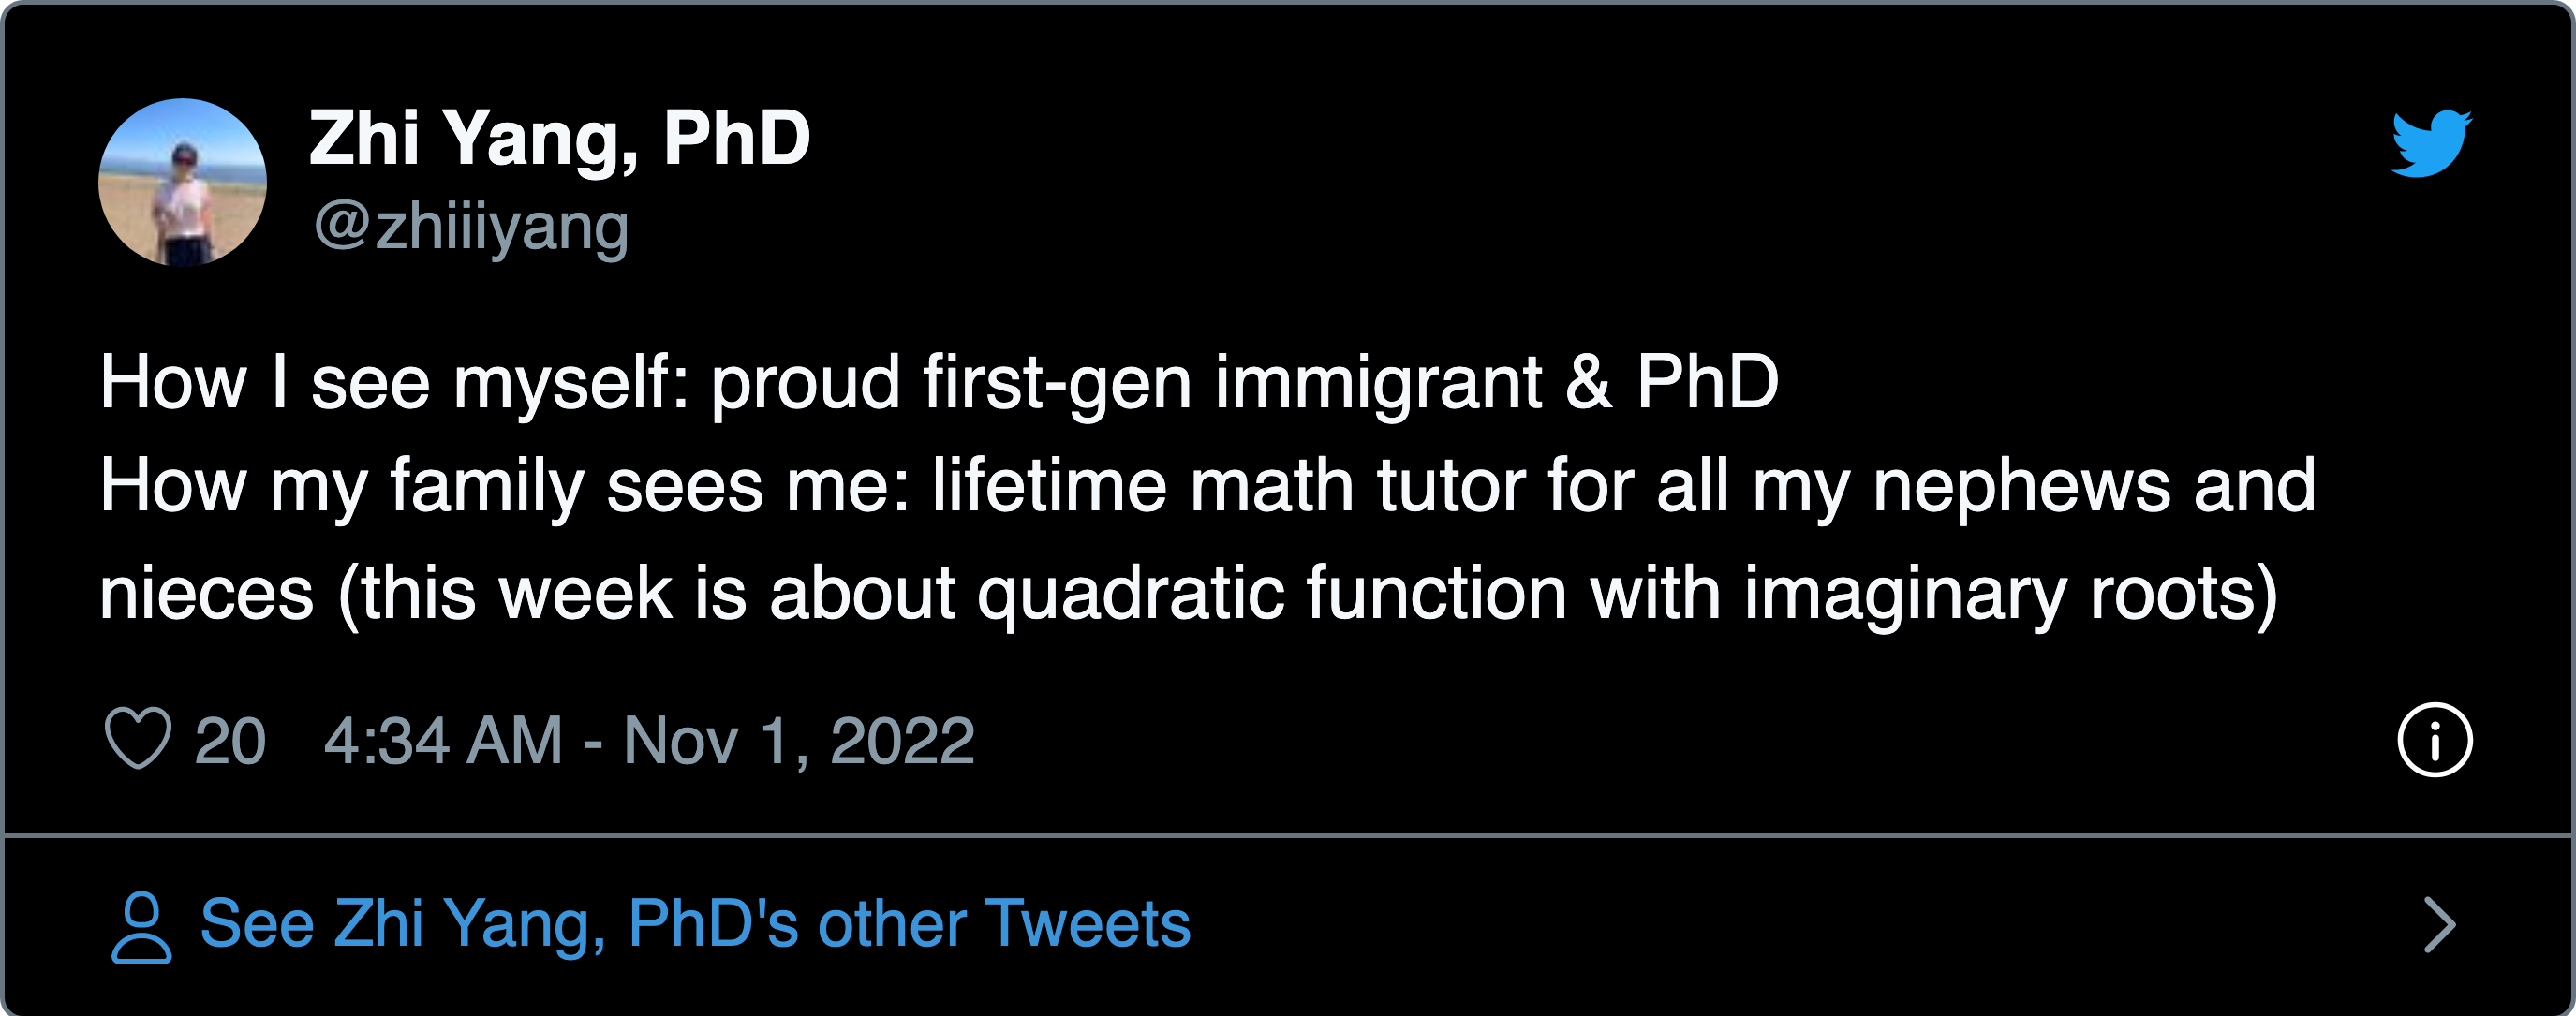 Zhi Yang, PhD
@zhiiiyang
How I see myself: proud first-gen immigrant & PhD
How my family sees me: lifetime math tutor for all my nephews and
nieces (this week is about quadratic function with imaginary roots)
20 4:34 AM - Nov 1, 2022
See Zhi Yang, PhD's other Tweets